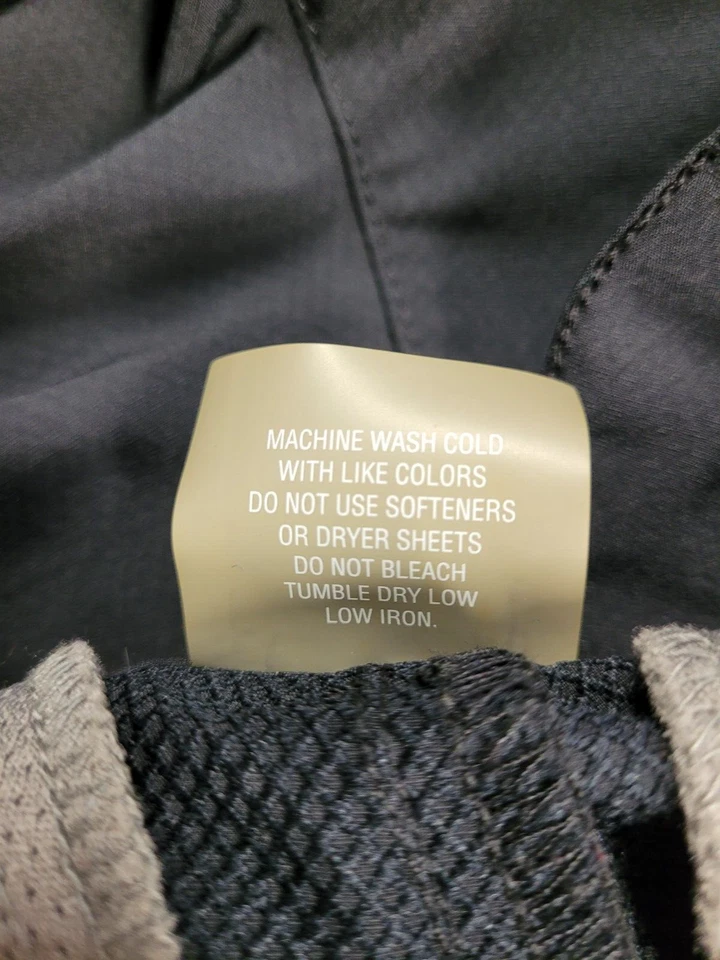 MACHINE WASH COLD
WITH LIKE COLORS
DO NOT USE SOFTENERS
OR DRYER SHEETS
DO NOT BLEACH
TUMBLE DRY LOW
LOW IRON.